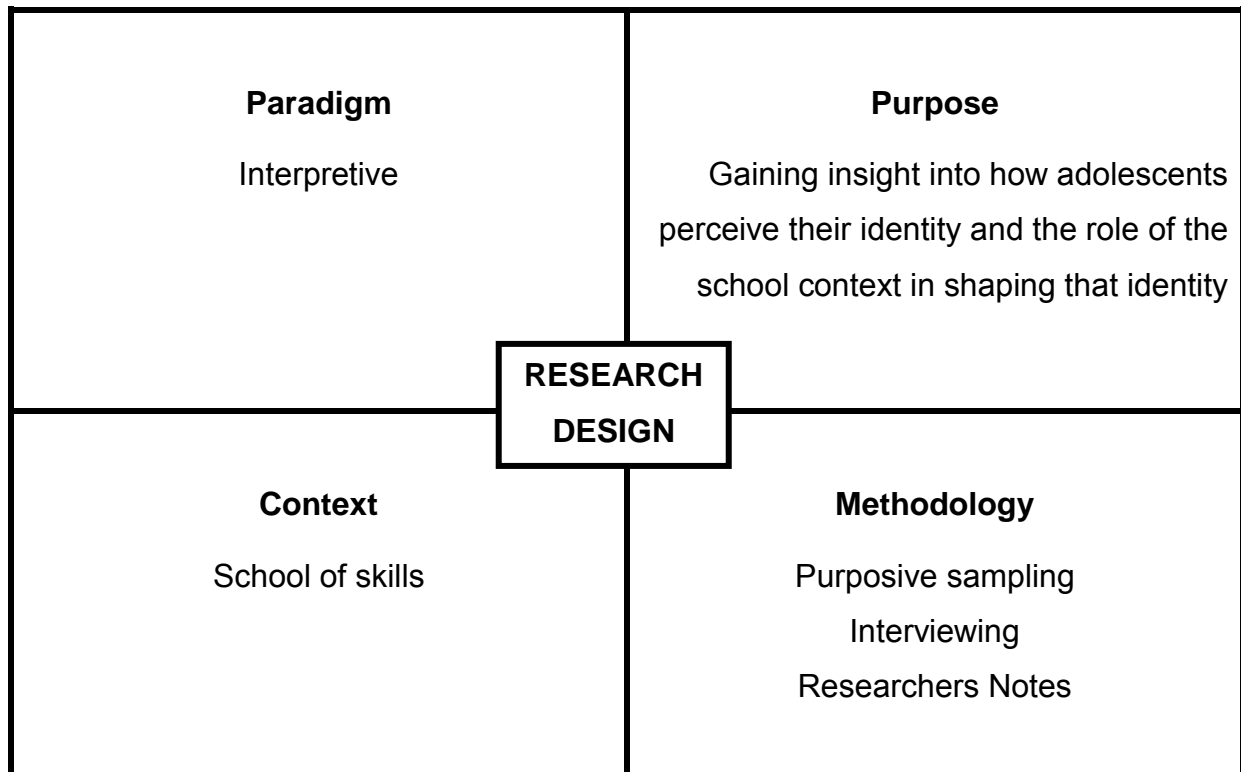 Paradigm
Interpretive
Purpose
Gaining insight into how adolescents
perceive their identity and the role of the
school context in shaping that identity
RESEARCH
DESIGN
Context
School of skills
Methodology
Purposive sampling
Interviewing
Researchers Notes